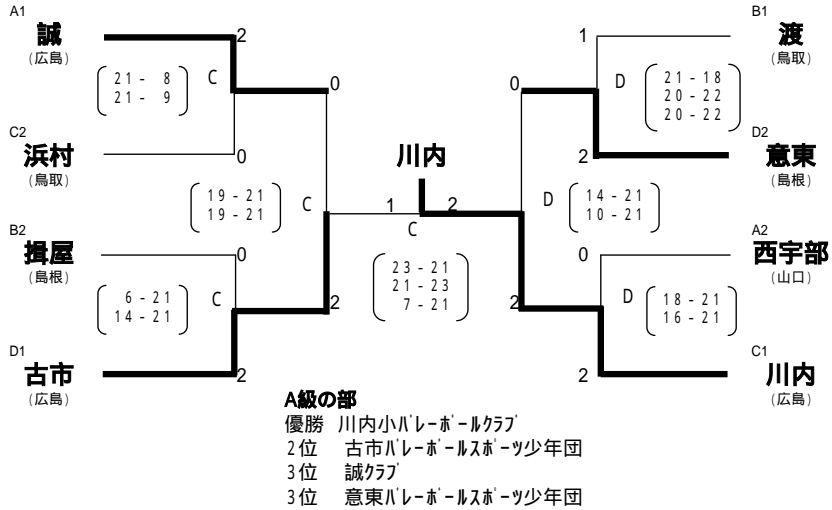 A1
誠
(広島)
2
C
21 - 8
21 - 9
0
0
C2
浜村
(鳥取)
19 - 21
19 - 21
C
B2
揖屋
(島根)
0
C
6 - 21
14 - 21
2
D1
古市
(広島)
2
川内
1 2
C
23 - 21
21 - 23
7 - 21
B1
渡
(鳥取)
1
D
21 - 18
20 - 22
20 - 22
0
D2
意東
(島根)
2
D
14 - 21
10 - 21
A2
西宇部
(山口)
0
D
18 - 21
16 - 21
2
C1
川内
(広島)
2
A級の部
優勝 川内小ﾊﾞﾚｰﾎﾞｰﾙｸﾗﾌﾞ
2位 古市ﾊﾞﾚｰﾎﾞｰﾙｽﾎﾟｰﾂ少年団
3位 誠ｸﾗﾌﾞ
3位 意東ﾊﾞﾚｰﾎﾞｰﾙｽﾎﾟｰﾂ少年団